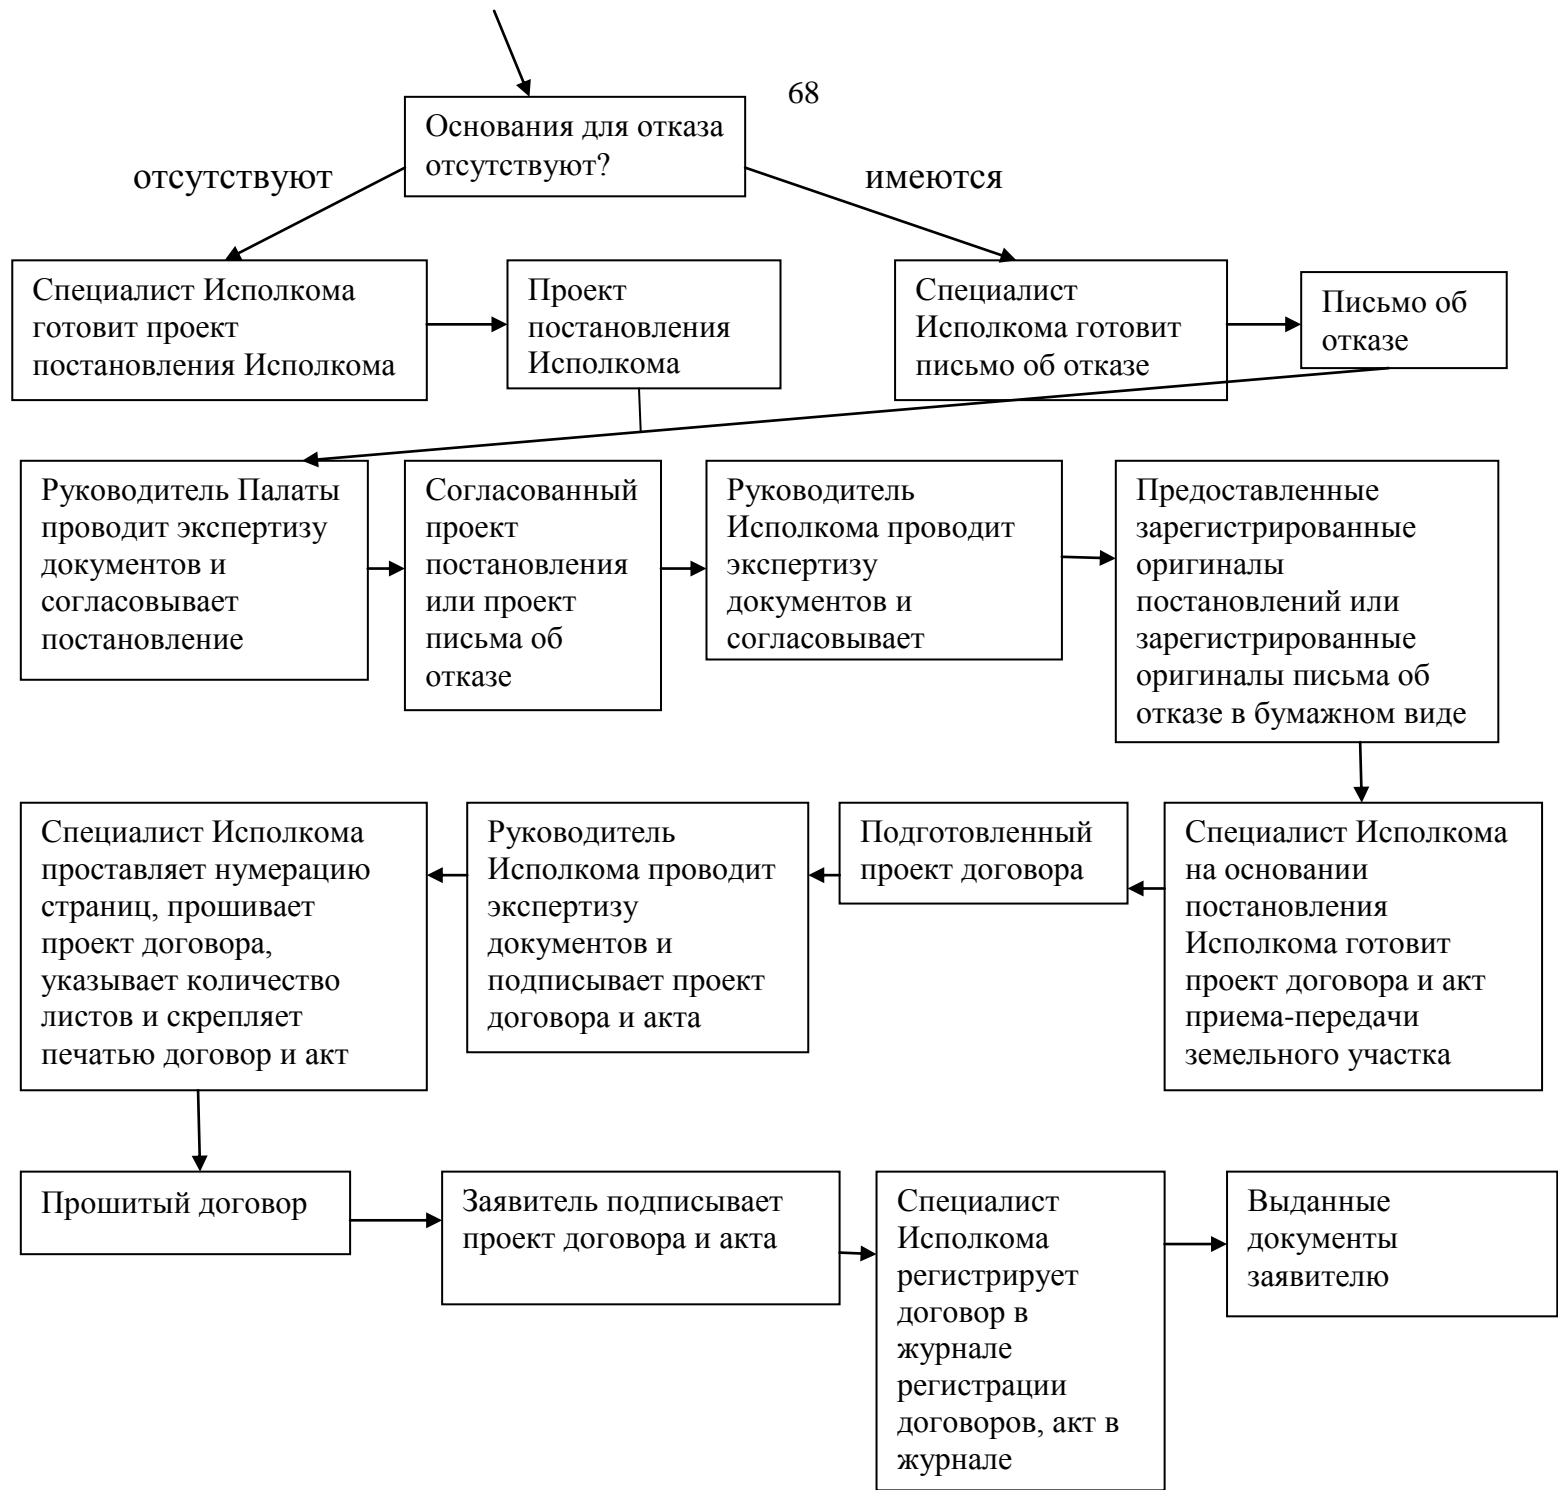 68
Основания для отказа
отсутствуют?
отсутствуют
имеются
Специалист Исполкома
готовит проект
постановления Исполкома
Проект
постановления
Исполкома
Специалист
Исполкома готовит
письмо об отказе
Письмо об
отказе
Руководитель Палаты
проводит экспертизу
документов и
согласовывает
постановление
Согласованный
проект
постановления
или проект
письма об
отказе
Руководитель
Исполкома проводит
экспертизу
документов и
согласовывает
Предоставленные
зарегистрированные
оригиналы
постановлений или
зарегистрированные
оригиналы письма об
отказе в бумажном виде
Специалист Исполкома
проставляет нумерацию
страниц, прошивает
проект договора,
указывает количество
листов и скрепляет
печатью договор и акт
Руководитель
Исполкома проводит
экспертизу
документов и
подписывает проект
договора и акта
Подготовленный
проект договора
Специалист Исполкома
на основании
постановления
Исполкома готовит
проект договора и акт
приема-передачи
земельного участка
Прошитый договор
Заявитель подписывает
проект договора и акта
Специалист
Исполкома
регистрирует
договор в
журнале
регистрации
договоров, акт в
журнале
Выданные
документы
заявителю